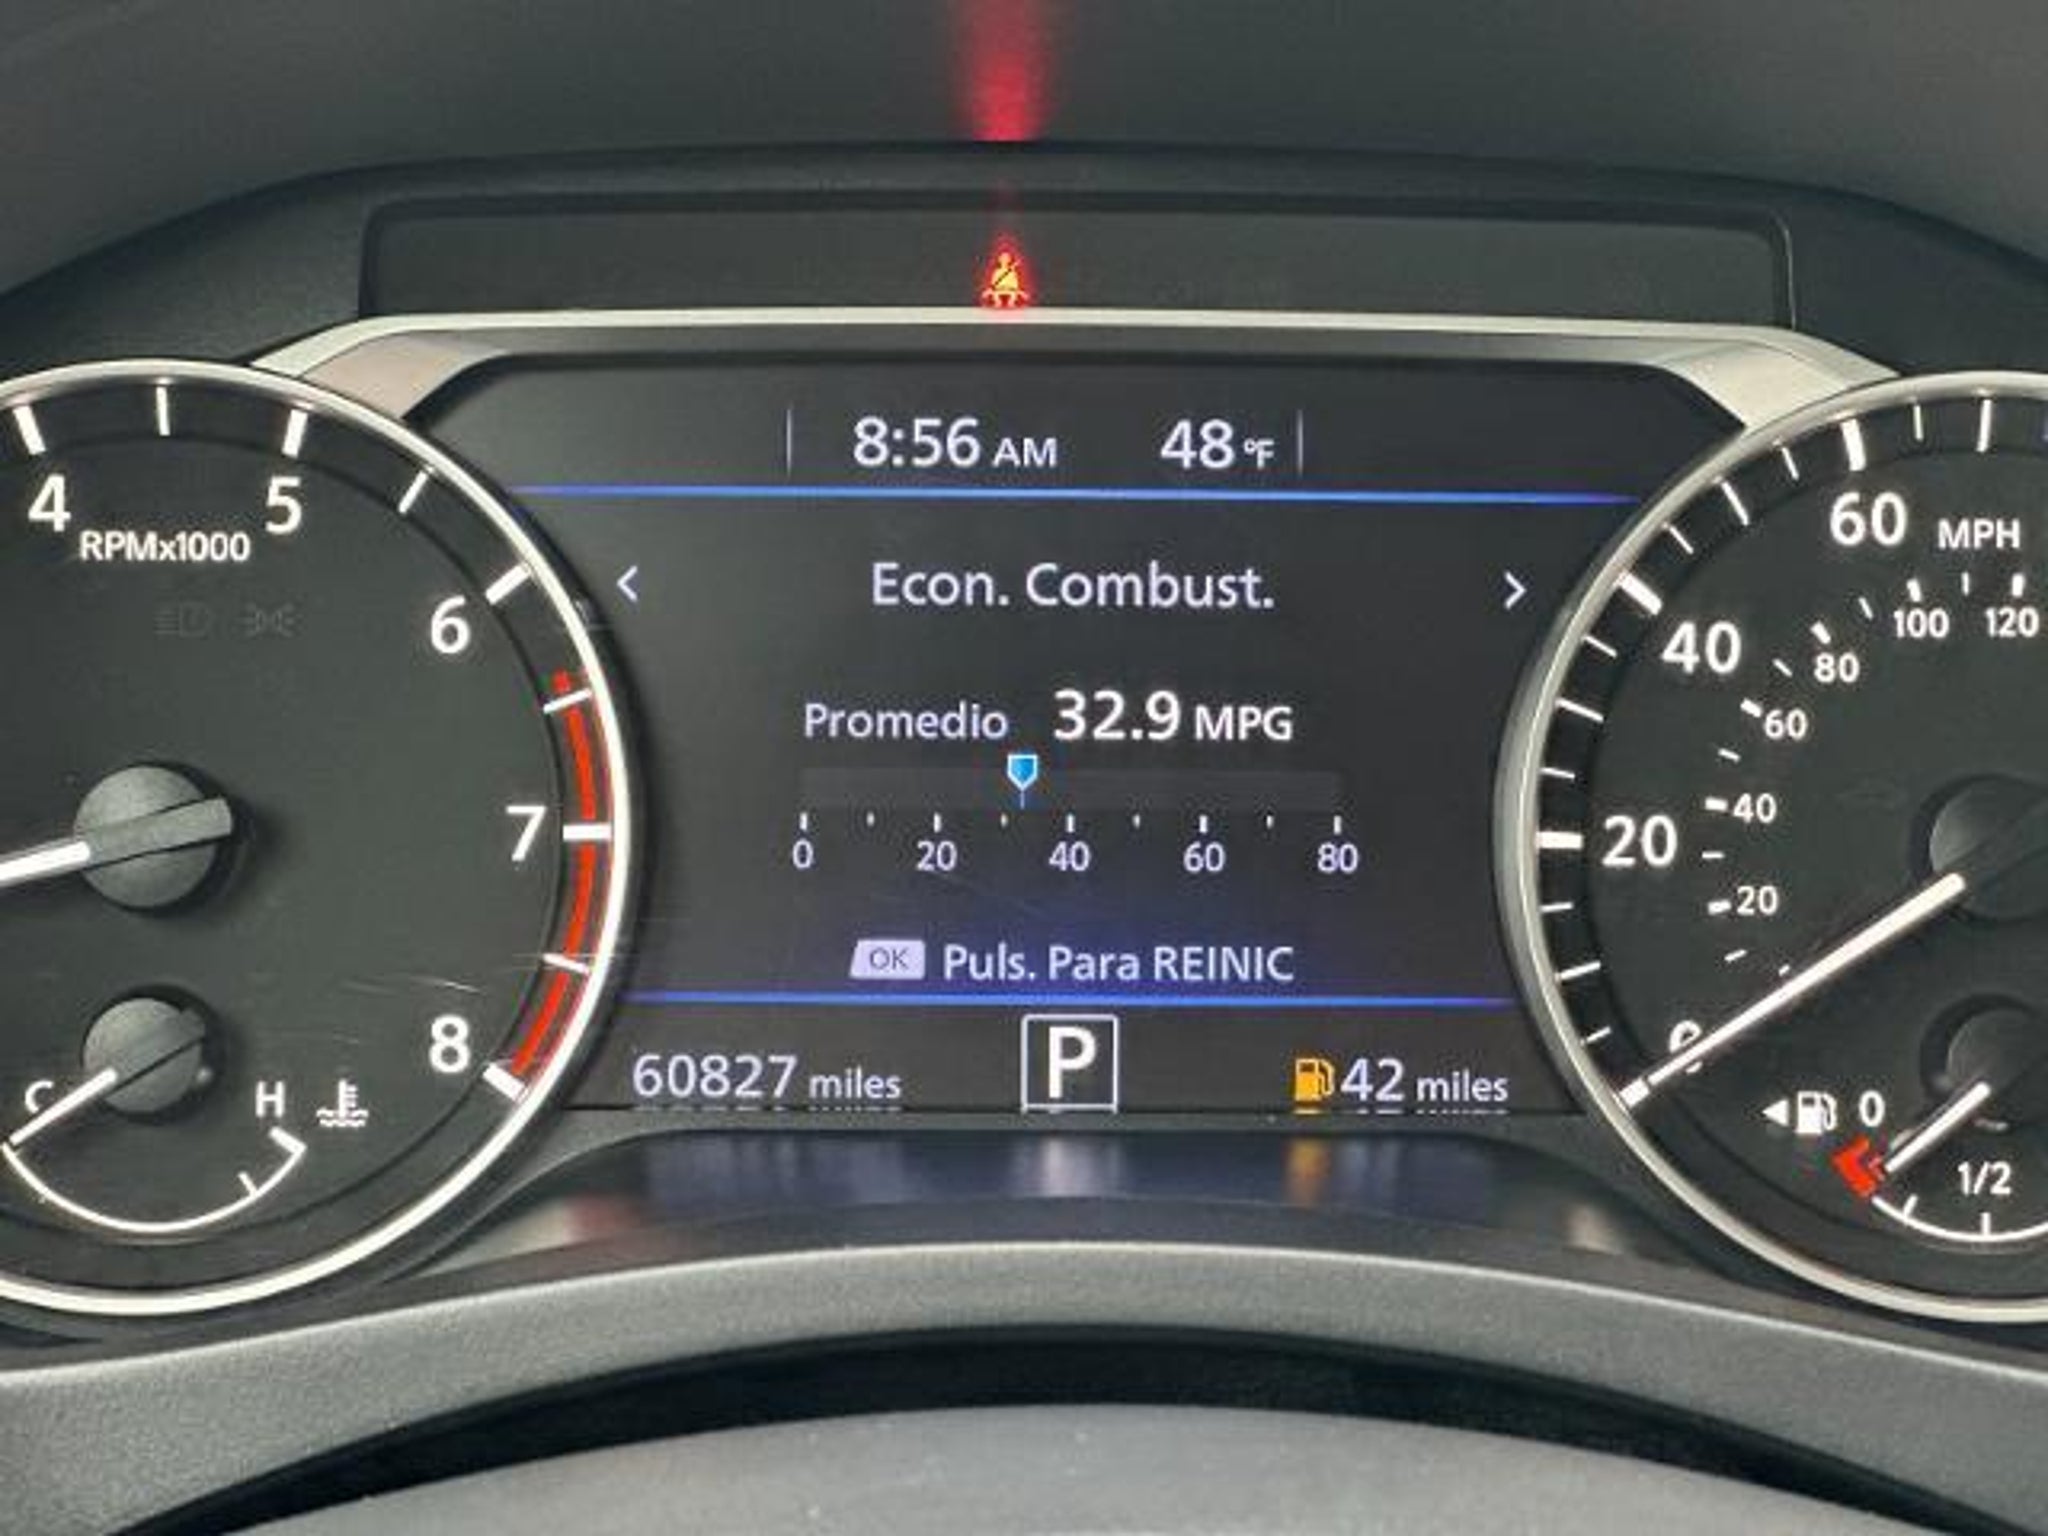 8:56 AM 48 °F
< Econ. Combust. >
Promedio 32.9 MPG
0 20 40 60 80
OK Puls. Para REINIC
60827 miles P 42 miles
4 5 6 7 8
RPMx1000
C H
0 20 40 60 MPH
20 40 60 80 100 120
0 1/2